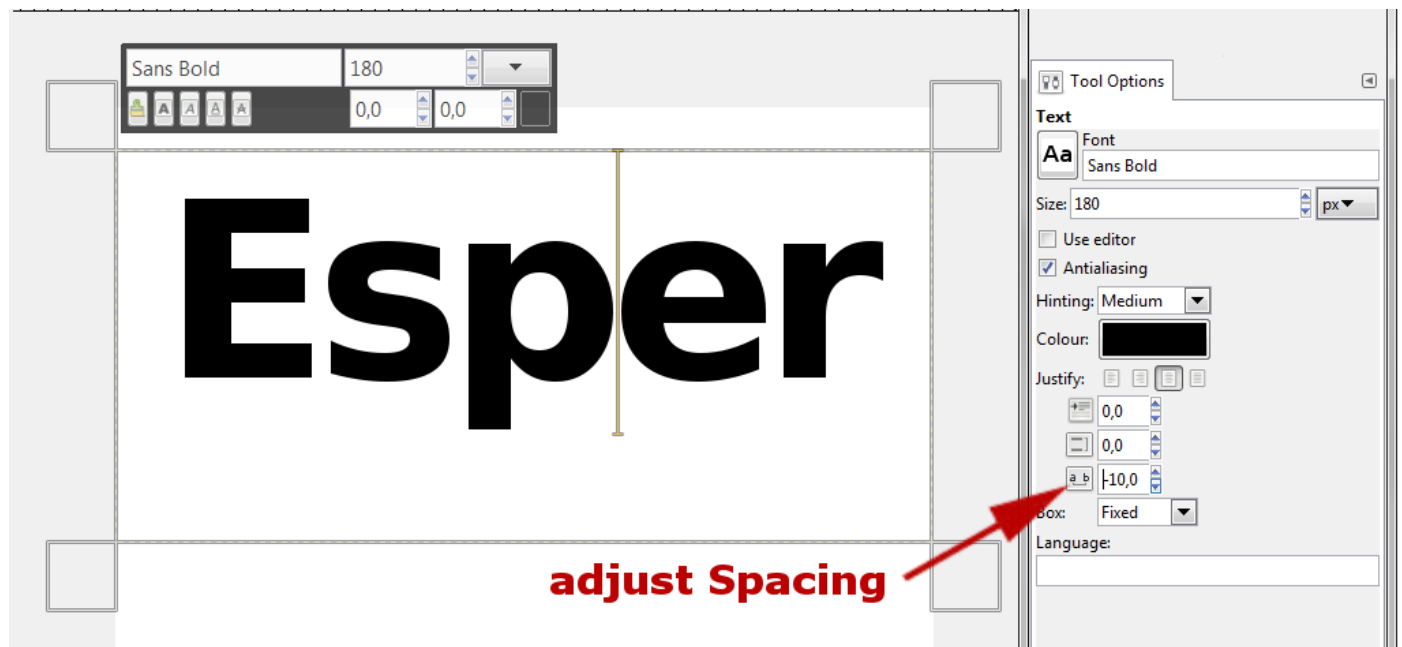 Sans Bold 180
A A A A
0,0 0,0
Esper
adjust Spacing
Tool Options
Text
Aa
Font
Sans Bold
Size: 180 px
Use editor
Antialiasing
Hinting: Medium
Colour:
Justify:
0,0
0,0
a b -10,0
Box: Fixed
Language: